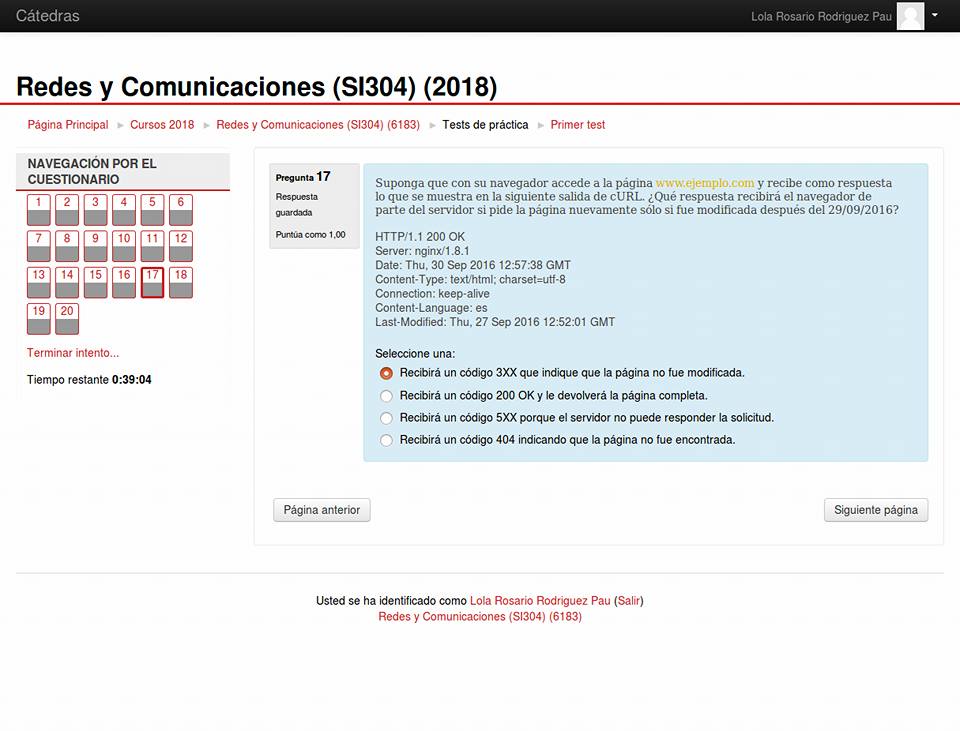 Cátedras
Lola Rosario Rodriguez Pau
Redes y Comunicaciones (SI304) (2018)
Página Principal ► Cursos 2018 ► Redes y Comunicaciones (SI304) (6183) ► Tests de práctica ► Primer test
NAVEGACIÓN POR EL
CUESTIONARIO
1 2 3 4 5 6
7 8 9 10 11 12
13 14 15 16 17 18
19 20
Terminar intento...
Tiempo restante 0:39:04
Pregunta 17
Respuesta
guardada
Puntúa como 1,00
Suponga que con su navegador accede a la página www.ejemplo.com y recibe como respuesta
lo que se muestra en la siguiente salida de cURL. ¿Qué respuesta recibirá el navegador de
parte del servidor si pide la página nuevamente sólo si fue modificada después del 29/09/2016?
HTTP/1.1 200 OK
Server: nginx/1.8.1
Date: Thu, 30 Sep 2016 12:57:38 GMT
Content-Type: text/html; charset=utf-8
Connection: keep-alive
Content-Language: es
Last-Modified: Thu, 27 Sep 2016 12:52:01 GMT
Seleccione una:
Recibirá un código 3XX que indique que la página no fue modificada.
Recibirá un código 200 OK y le devolverá la página completa.
Recibirá un código 5XX porque el servidor no puede responder la solicitud.
Recibirá un código 404 indicando que la página no fue encontrada.
Página anterior
Siguiente página
Usted se ha identificado como Lola Rosario Rodriguez Pau (Salir)
Redes y Comunicaciones (SI304) (6183)